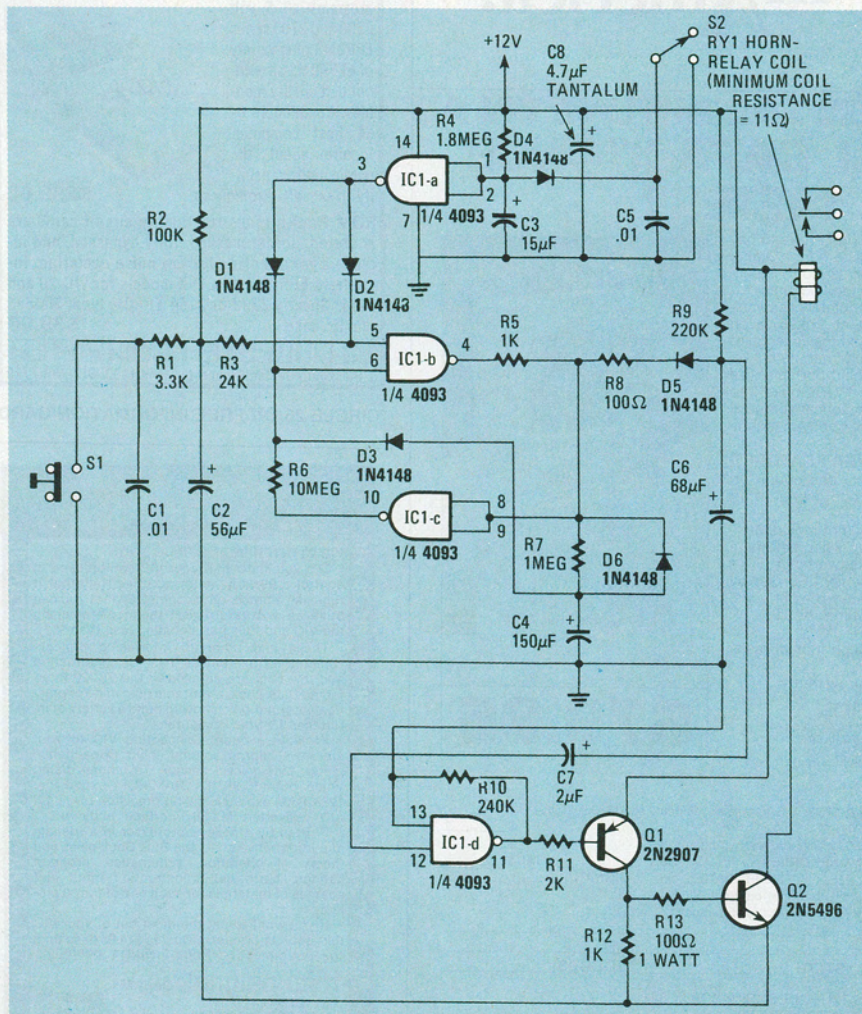 +12V
C8
4.7µF
TANTALUM
S2
RY1 HORN-
RELAY COIL
(MINIMUM COIL
RESISTANCE
= 11Ω)
14
R4
1.8MEG
D4
1N4148
3
IC1-a
1
2
7
1/4 4093
C3
15µF
C5
.01
R2
100K
D1
1N4148
D2
1N4143
R9
220K
R1
3.3K
R3
24K
5
6
IC1-b
4
1/4 4093
R5
1K
R8
100Ω
D5
1N4148
S1
C1
.01
C2
56µF
R6
10MEG
D3
1N4148
10
IC1-c
8
9
1/4 4093
R7
1MEG
D6
1N4148
C6
68µF
C4
150µF
C7
2µF
R10
240K
13
12
IC1-d
11
1/4 4093
R11
2K
Q1
2N2907
R12
1K
R13
100Ω
1 WATT
Q2
2N5496